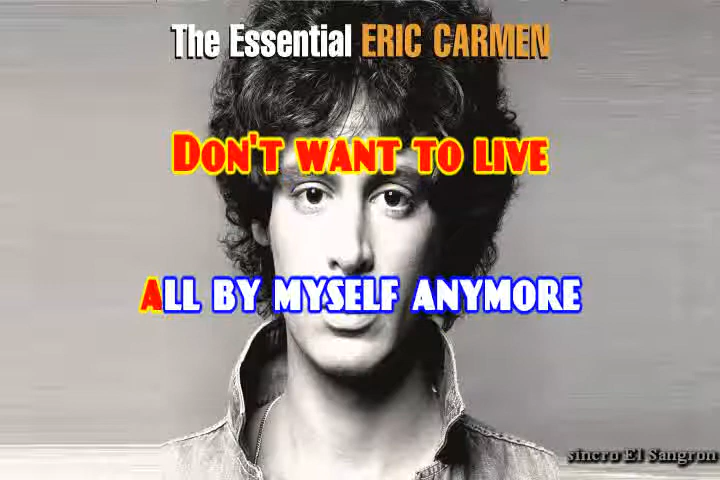 The Essential ERIC CARMEN
DON'T WANT TO LIVE
ALL BY MYSELF ANYMORE
sincro El Sangron